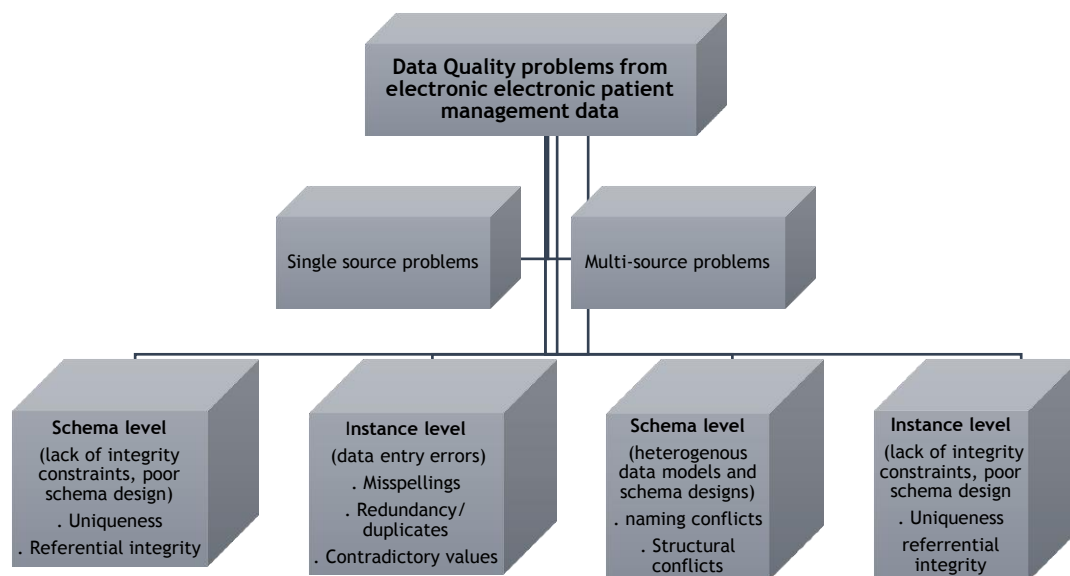 Data Quality problems from
electronic electronic patient
management data
Single source problems
Multi-source problems
Schema level
(lack of integrity
constraints, poor
schema design)
. Uniqueness
. Referential integrity
Instance level
(data entry errors)
. Misspellings
. Redundancy/
duplicates
. Contradictory values
Schema level
(heterogenous
data models and
schema designs)
. naming conflicts
. Structural
conflicts
Instance level
(lack of integrity
constraints, poor
schema design
. Uniqueness
referrential
integrity